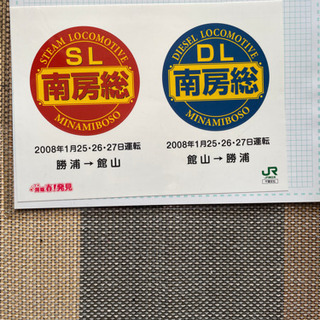 STEAM LOCOMOTIVE
SL
南房総
MINAMIBOSO
2008年1月25・26・27日運転
勝浦→館山
DIESEL LOCOMOTIVE
DL
南房総
MINAMIBOSO
2008年1月25・26・27日運転
館山→勝浦
春!発見
JR